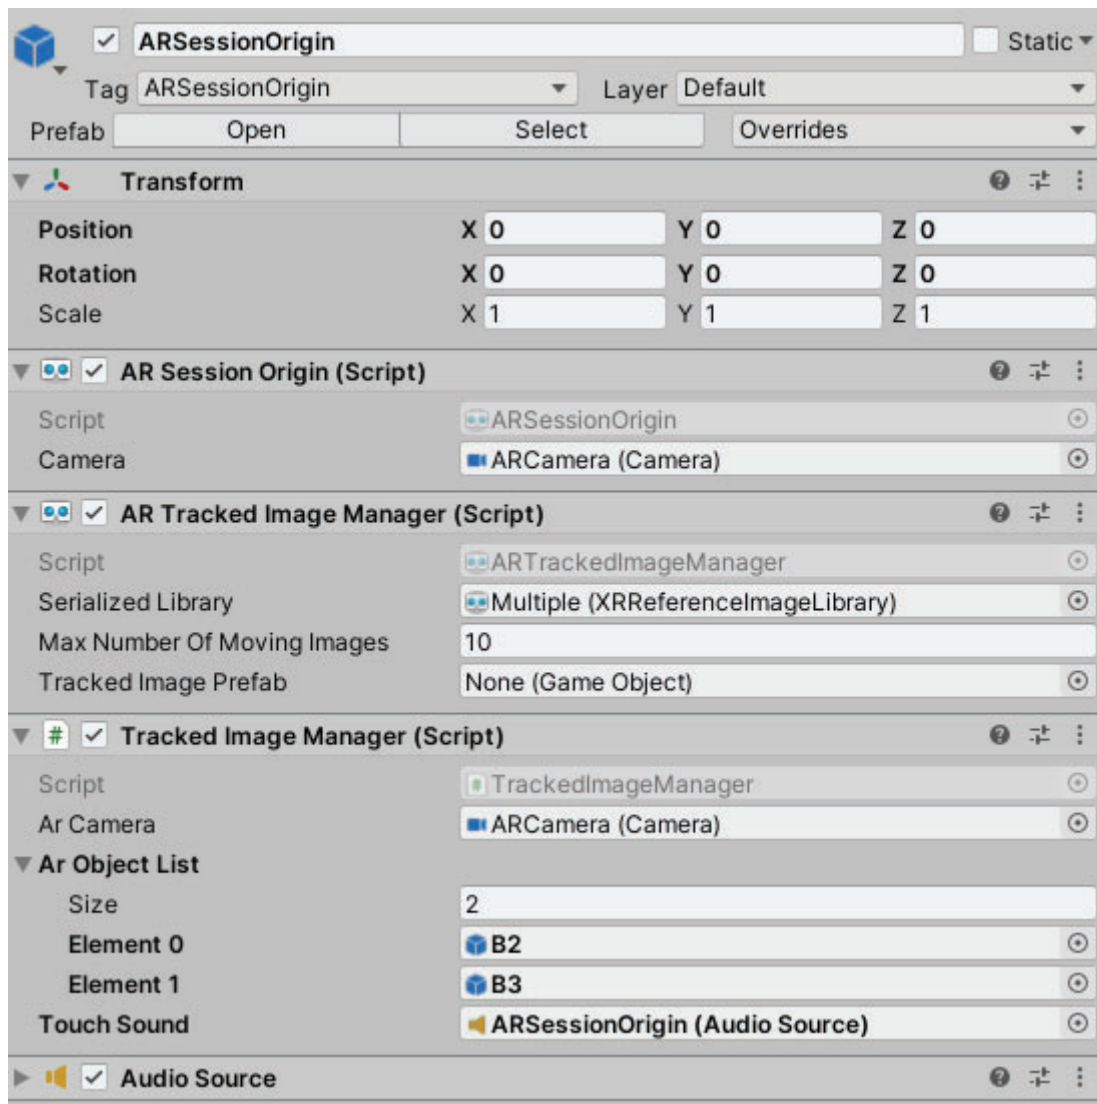 ARSessionOrigin Static
Tag ARSessionOrigin Layer Default
Prefab Open Select Overrides
Transform
Position X 0 Y 0 Z 0
Rotation X 0 Y 0 Z 0
Scale X 1 Y 1 Z 1
AR Session Origin (Script)
Script ARSessionOrigin
Camera ARCamera (Camera)
AR Tracked Image Manager (Script)
Script ARTrackedImageManager
Serialized Library Multiple (XRReferenceImageLibrary)
Max Number Of Moving Images 10
Tracked Image Prefab None (Game Object)
# Tracked Image Manager (Script)
Script TrackedImageManager
Ar Camera ARCamera (Camera)
Ar Object List
Size 2
Element 0 B2
Element 1 B3
Touch Sound ARSessionOrigin (Audio Source)
Audio Source